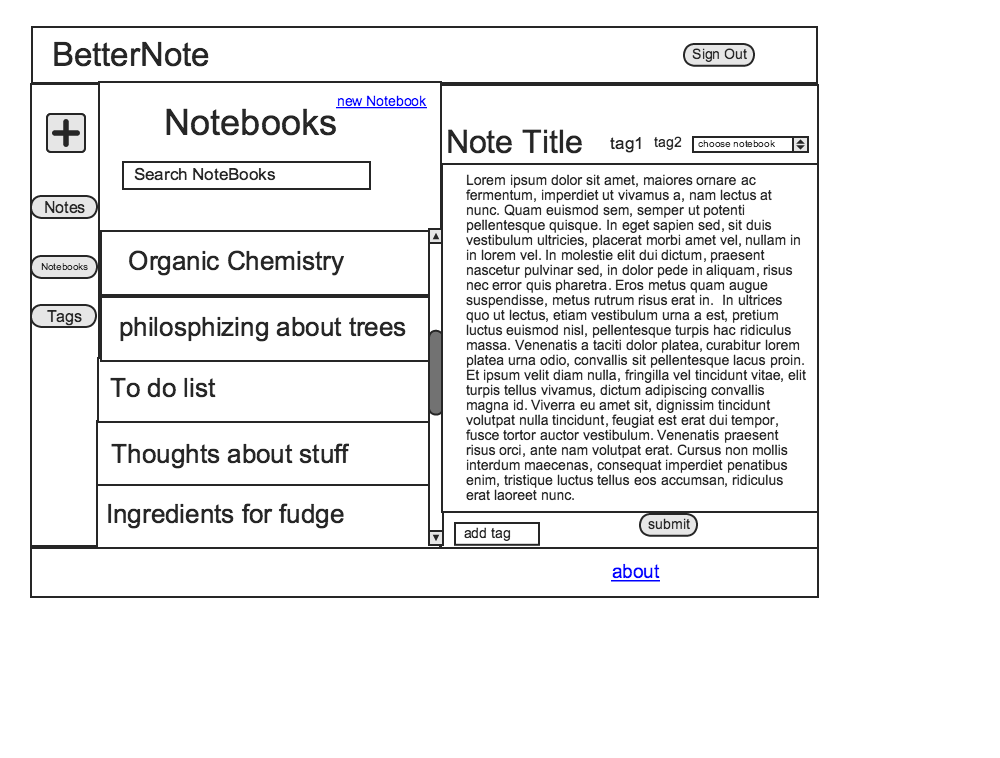 BetterNote
Sign Out
new Notebook
Notebooks
Search NoteBooks
Notes
Notebooks
Tags
Organic Chemistry
philosphizing about trees
To do list
Thoughts about stuff
Ingredients for fudge
Note Title
tag1
tag2
choose notebook
Lorem ipsum dolor sit amet, maiores ornare ac
fermentum, imperdiet ut vivamus a, nam lectus at
nunc. Quam euismod sem, semper ut potenti
pellentesque quisque. In eget sapien sed, sit duis
vestibulum ultricies, placerat morbi amet vel, nullam in
in lorem vel. In molestie elit dui dictum, praesent
nascetur pulvinar sed, in dolor pede in aliquam, risus
nec error quis pharetra. Eros metus quam augue
suspendisse, metus rutrum risus erat in.  In ultrices
quo ut lectus, etiam vestibulum urna a est, pretium
luctus euismod nisl, pellentesque turpis hac ridiculus
massa. Venenatis a taciti dolor platea, curabitur lorem
platea urna odio, convallis sit pellentesque lacus proin.
Et ipsum velit diam nulla, fringilla vel tincidunt vitae, elit
turpis tellus vivamus, dictum adipiscing convallis
magna id. Viverra eu amet sit, dignissim tincidunt
volutpat nulla tincidunt, feugiat est erat dui tempor,
fusce tortor auctor vestibulum. Venenatis praesent
risus orci, ante nam volutpat erat. Cursus non mollis
interdum maecenas, consequat imperdiet penatibus
enim, tristique luctus tellus eos accumsan, ridiculus
erat laoreet nunc.
add tag
submit
about